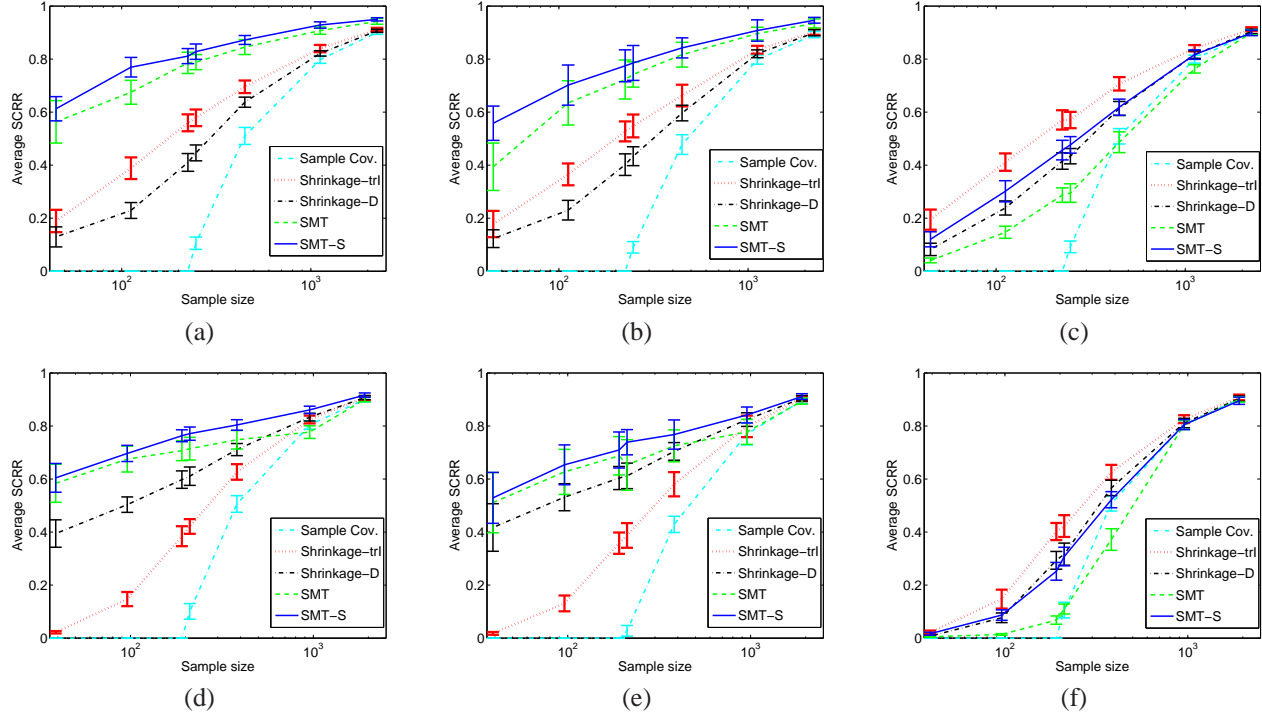 1
0.8
0.6
0.4
0.2
0
Average SCRR
10^2
10^3
Sample size
Sample Cov.
Shrinkage−trI
Shrinkage−D
SMT
SMT−S
(a)
1
0.8
0.6
0.4
0.2
0
Average SCRR
10^2
10^3
Sample size
Sample Cov.
Shrinkage−trI
Shrinkage−D
SMT
SMT−S
(b)
1
0.8
0.6
0.4
0.2
0
Average SCRR
10^2
10^3
Sample size
Sample Cov.
Shrinkage−trI
Shrinkage−D
SMT
SMT−S
(c)
1
0.8
0.6
0.4
0.2
0
Average SCRR
10^2
10^3
Sample size
Sample Cov.
Shrinkage−trI
Shrinkage−D
SMT
SMT−S
(d)
1
0.8
0.6
0.4
0.2
0
Average SCRR
10^2
10^3
Sample size
Sample Cov.
Shrinkage−trI
Shrinkage−D
SMT
SMT−S
(e)
1
0.8
0.6
0.4
0.2
0
Average SCRR
10^2
10^3
Sample size
Sample Cov.
Shrinkage−trI
Shrinkage−D
SMT
SMT−S
(f)